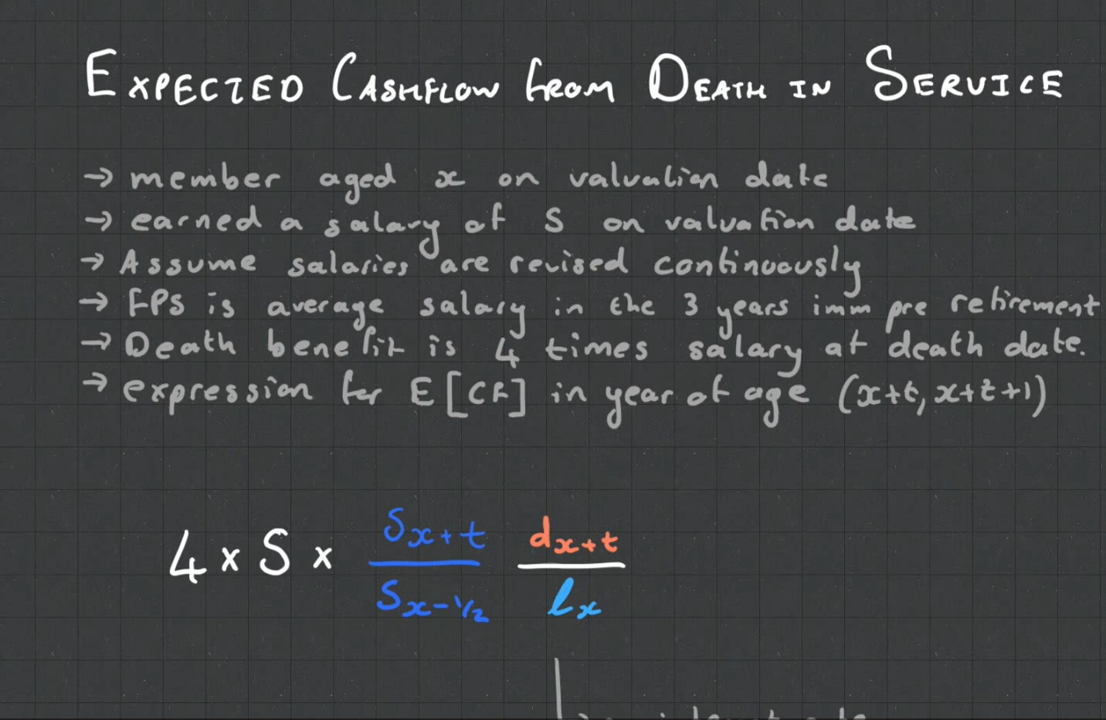 EXPECTED CASHFLOW from DEATH IN SERVICE
→ member aged x on valuation date
→ earned a salary of S on valuation date
→ Assume salaries are revised continuously
→ FPS is average salary in the 3 years imm pre retirement
→ Death benefit is 4 times salary at death date.
→ expression for E[CF] in year of age (x+t, x+t+1)
4 × S × S_{x+t} / S_{x-1/2} d_{x+t} / l_x